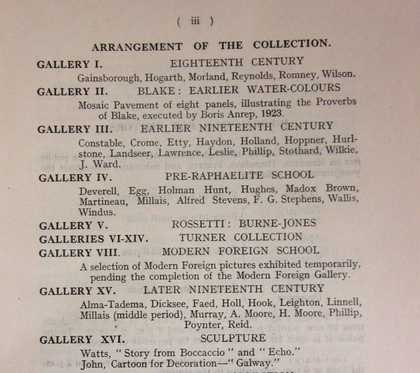 ( iii )
ARRANGEMENT OF THE COLLECTION.
GALLERY I. EIGHTEENTH CENTURY
Gainsborough, Hogarth, Morland, Reynolds, Romney, Wilson.
GALLERY II. BLAKE: EARLIER WATER-COLOURS
Mosaic Pavement of eight panels, illustrating the Proverbs
of Blake, executed by Boris Anrep, 1923.
GALLERY III. EARLIER NINETEENTH CENTURY
Constable, Crome, Etty, Haydon, Holland, Hoppner, Hurl-
stone, Landseer, Lawrence, Leslie, Phillip, Stothard, Wilkie,
J. Ward.
GALLERY IV. PRE-RAPHAELITE SCHOOL
Deverell, Egg, Holman Hunt, Hughes, Madox Brown,
Martineau, Millais, Alfred Stevens, F. G. Stephens, Wallis,
Windus.
GALLERY V. ROSSETTI: BURNE-JONES
GALLERIES VI-XIV. TURNER COLLECTION
GALLERY VIII. MODERN FOREIGN SCHOOL
A selection of Modern Foreign pictures exhibited temporarily,
pending the completion of the Modern Foreign Gallery.
GALLERY XV. LATER NINETEENTH CENTURY
Alma-Tadema, Dicksee, Faed, Holl, Hook, Leighton, Linnell,
Millais (middle period), Murray, A. Moore, H. Moore, Phillip,
Poynter, Reid.
GALLERY XVI. SCULPTURE
Watts, "Story from Boccaccio" and "Echo."
John, Cartoon for Decoration—"Galway."